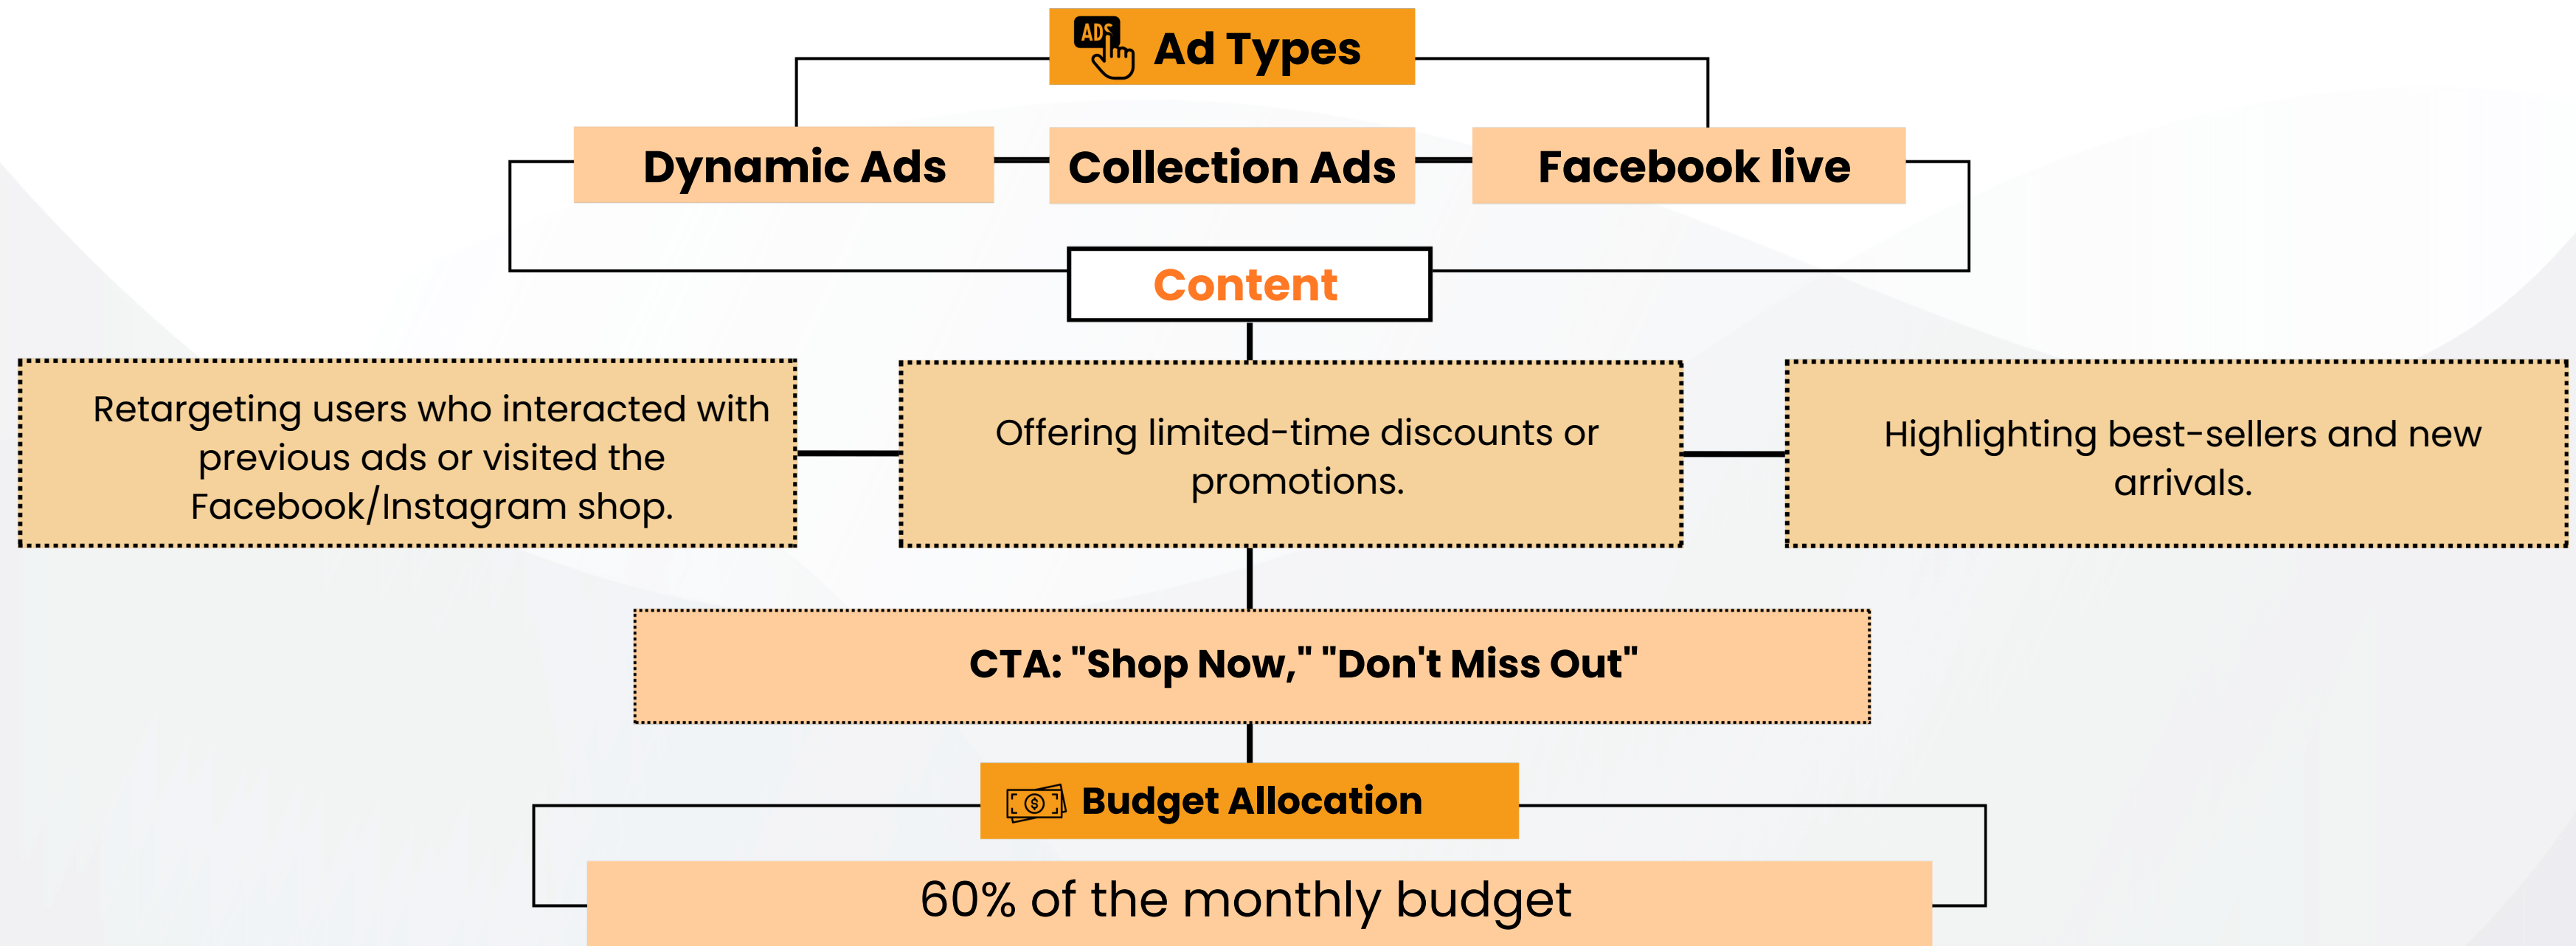 ADS
Ad Types
Dynamic Ads
Collection Ads
Facebook live
Content
Retargeting users who interacted with
previous ads or visited the
Facebook/Instagram shop.
Offering limited-time discounts or
promotions.
Highlighting best-sellers and new
arrivals.
CTA: "Shop Now," "Don't Miss Out"
$ Budget Allocation
60% of the monthly budget